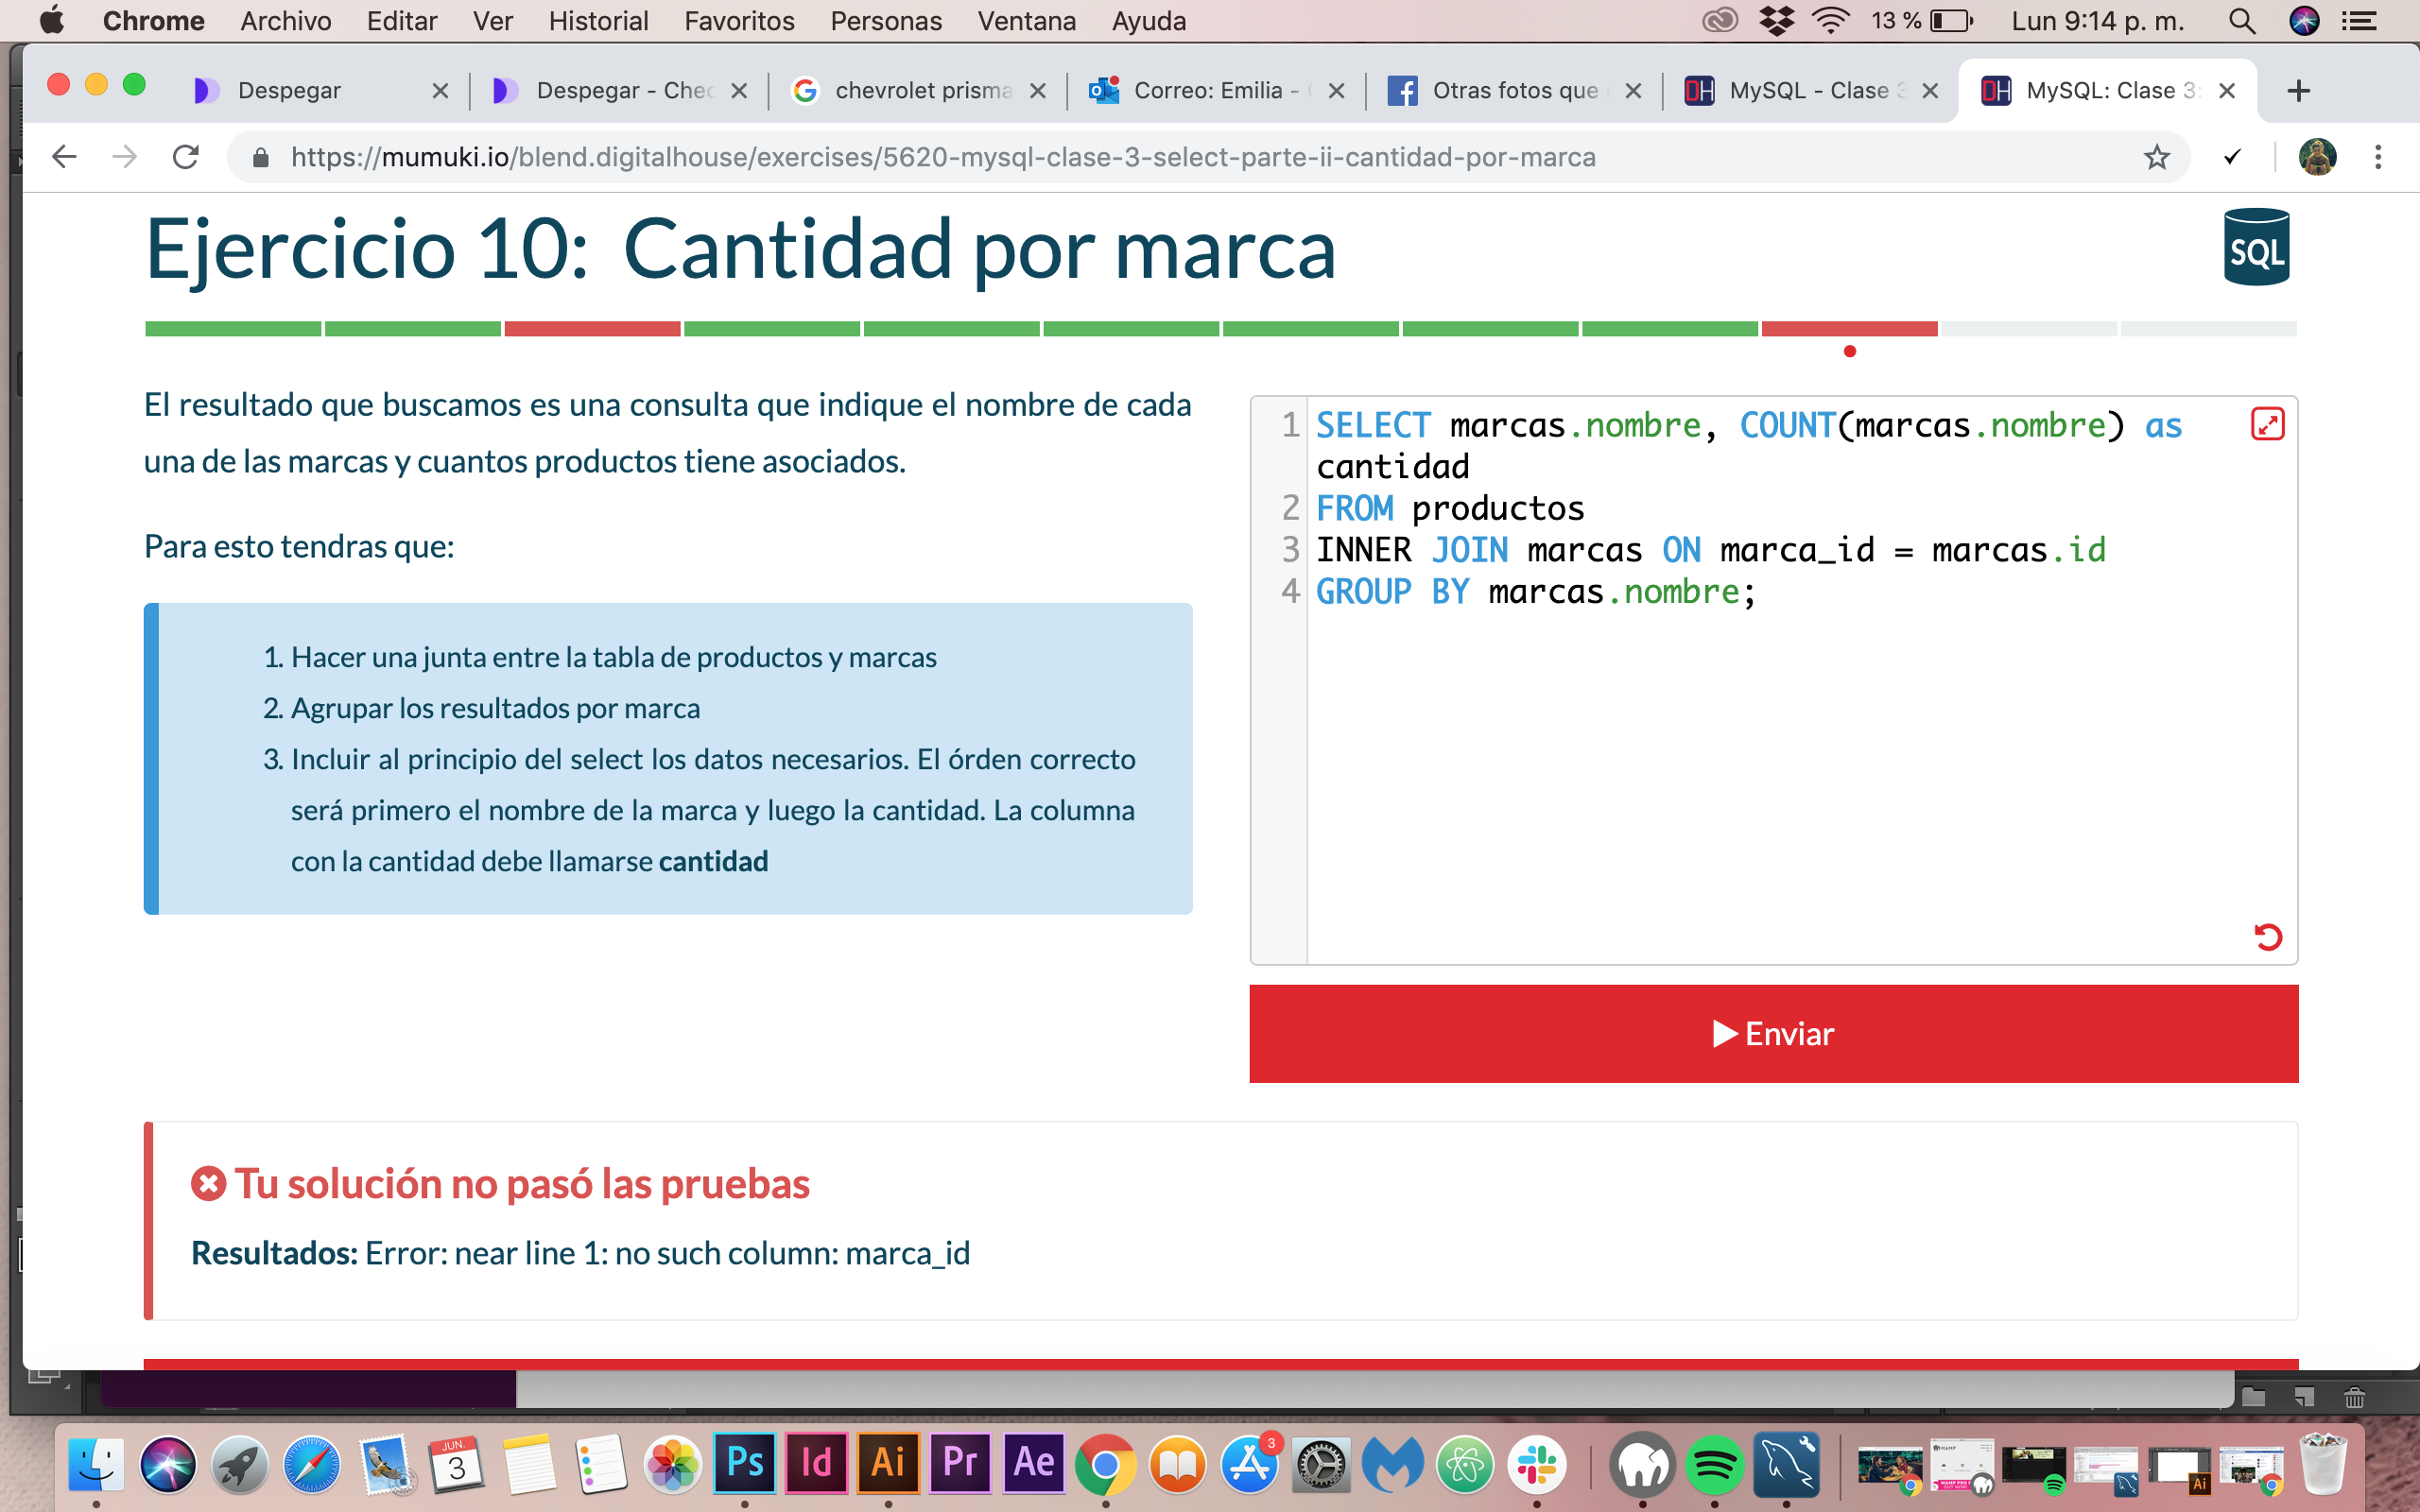 Chrome Archivo Editar Ver Historial Favoritos Personas Ventana Ayuda 13 % Lun 9:14 p. m.
Despegar Despegar - Chec chevrolet prisma Correo: Emilia - Otras fotos que MySQL - Clase 3 MySQL: Clase 3:
https://mumuki.io/blend.digitalhouse/exercises/5620-mysql-clase-3-select-parte-ii-cantidad-por-marca
Ejercicio 10: Cantidad por marca
SQL
El resultado que buscamos es una consulta que indique el nombre de cada
una de las marcas y cuantos productos tiene asociados.
Para esto tendras que:
1. Hacer una junta entre la tabla de productos y marcas
2. Agrupar los resultados por marca
3. Incluir al principio del select los datos necesarios. El órden correcto
será primero el nombre de la marca y luego la cantidad. La columna
con la cantidad debe llamarse cantidad
1 SELECT marcas.nombre, COUNT(marcas.nombre) as
cantidad
2 FROM productos
3 INNER JOIN marcas ON marca_id = marcas.id
4 GROUP BY marcas.nombre;
Enviar
Tu solución no pasó las pruebas
Resultados: Error: near line 1: no such column: marca_id
JUN.
3
Ps Id Ai Pr Ae
3
Ai